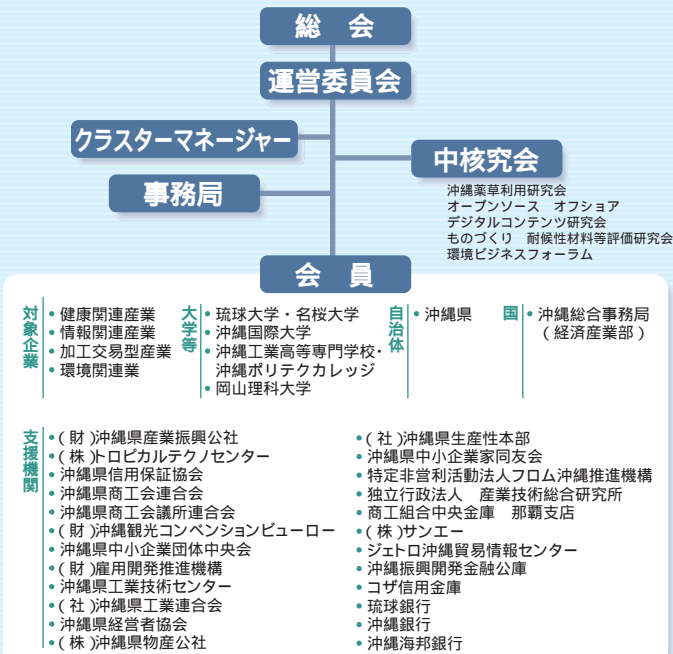 総 会
運営委員会
クラスターマネージャー
中核究会
事務局
沖縄薬草利用研究会
オープンソース オフショア
デジタルコンテンツ研究会
ものづくり 耐候性材料等評価研究会
環境ビジネスフォーラム
会 員
対象企業
• 健康関連産業
• 情報関連産業
• 加工交易型産業
• 環境関連業
大学等
• 琉球大学・名桜大学
• 沖縄国際大学
• 沖縄工業高等専門学校・
沖縄ポリテクカレッジ
• 岡山理科大学
自治体
• 沖縄県
国
• 沖縄総合事務局
(経済産業部)
支援機関
• (財)沖縄県産業振興公社
• (株)トロピカルテクノセンター
• 沖縄県信用保証協会
• 沖縄県商工会連合会
• 沖縄県商工会議所連合会
• (財)沖縄観光コンベンションビューロー
• 沖縄県中小企業団体中央会
• (財)雇用開発推進機構
• 沖縄県工業技術センター
• (社)沖縄県工業連合会
• 沖縄県経営者協会
• (株)沖縄県物産公社
• (社)沖縄県生産性本部
• 沖縄県中小企業家同友会
• 特定非営利活動法人フロム沖縄推進機構
• 独立行政法人 産業技術総合研究所
• 商工組合中央金庫 那覇支店
• (株)サンエー
• ジェトロ沖縄貿易情報センター
• 沖縄振興開発金融公庫
• コザ信用金庫
• 琉球銀行
• 沖縄銀行
• 沖縄海邦銀行